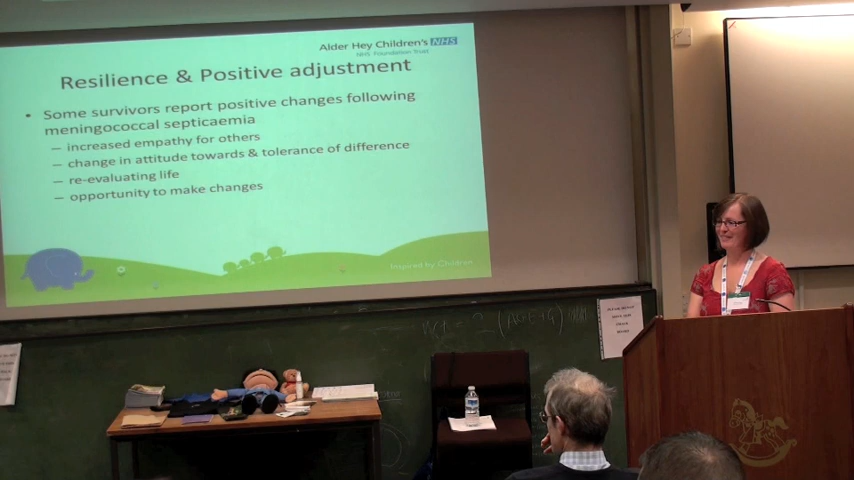 Alder Hey Children's NHS
NHS Foundation Trust
Resilience & Positive adjustment
• Some survivors report positive changes following
meningococcal septicaemia
– increased empathy for others
– change in attitude towards & tolerance of difference
– re-evaluating life
– opportunity to make changes
Inspired by Children